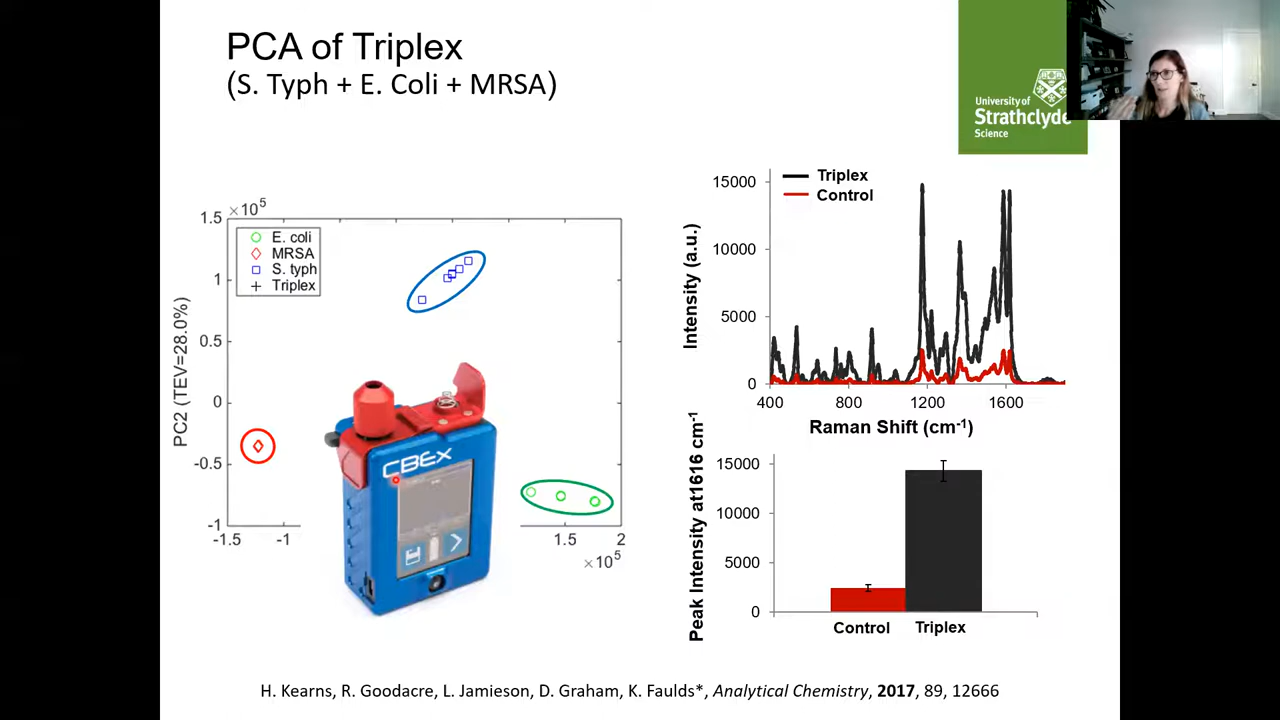 PCA of Triplex
(S. Typh + E. Coli + MRSA)
University of
Strathclyde
Science
×10⁵
1.5
1
0.5
0
-0.5
-1
PC2 (TEV=28.0%)
E. coli
MRSA
S. typh
Triplex
-1.5
-1
1.5
2
×10⁵
CBEx
Triplex
Control
15000
10000
5000
0
Intensity (a.u.)
400
800
1200
1600
Raman Shift (cm⁻¹)
15000
10000
5000
0
Peak Intensity at1616 cm⁻¹
Control
Triplex
H. Kearns, R. Goodacre, L. Jamieson, D. Graham, K. Faulds*, Analytical Chemistry, 2017, 89, 12666